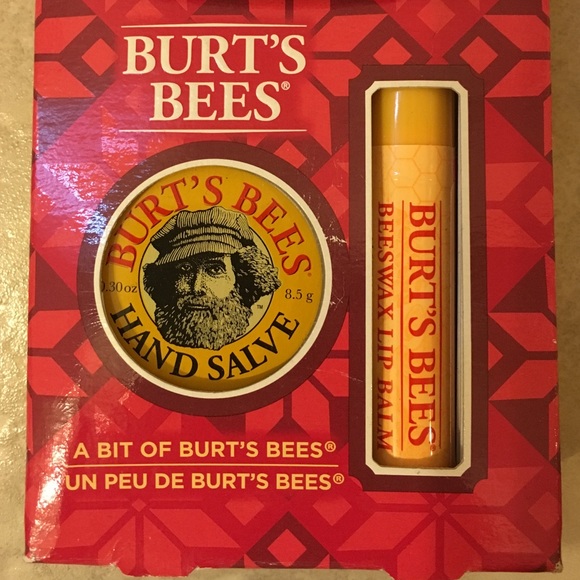 BURT'S
BEES®
BURT'S BEES®
0.30 oz
8.5 g
HAND SALVE
™
BURT'S BEES
BEESWAX LIP BALM
A BIT OF BURT'S BEES®
UN PEU DE BURT'S BEES®